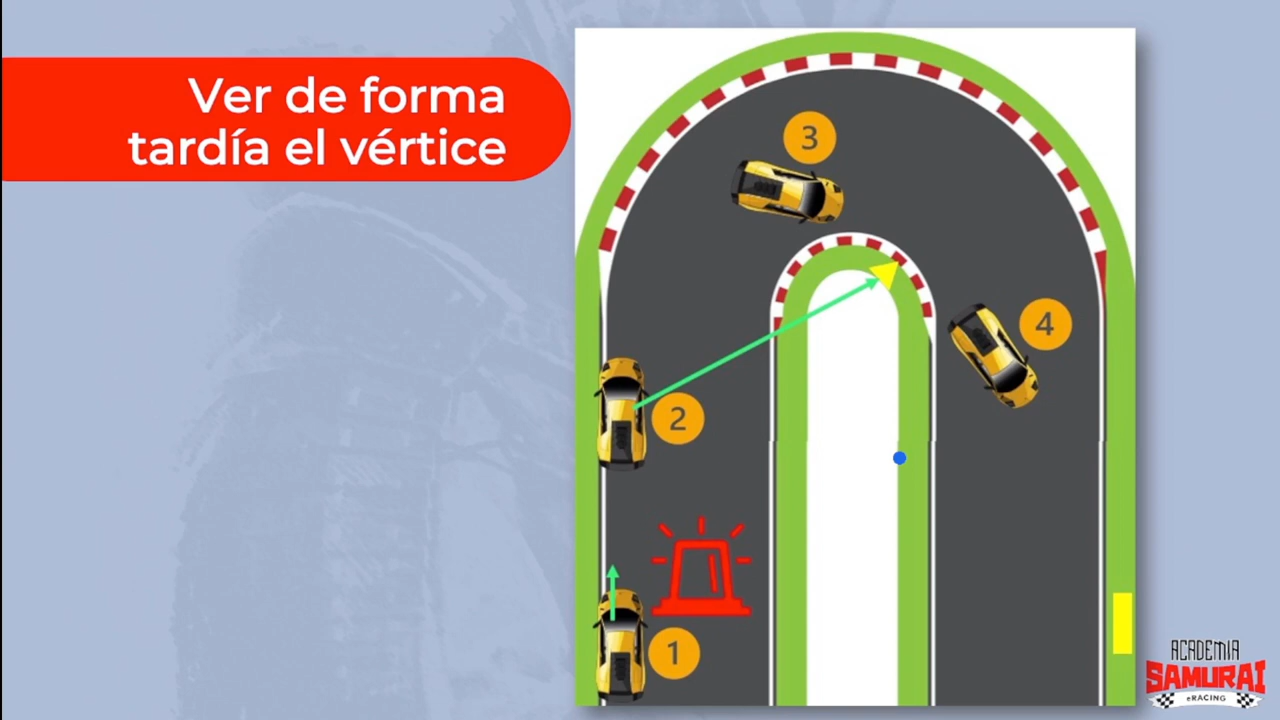 Ver de forma
tardía el vértice
3
4
2
1
ACADEMIA
SAMURAI
eRACING